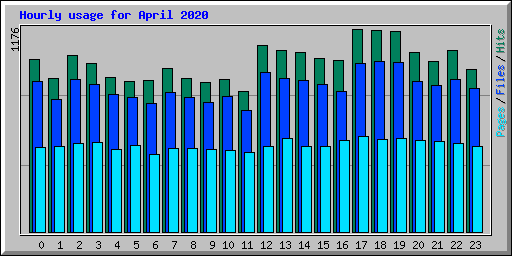 Hourly usage for April 2020
1176
Pages/Files/Hits
0 1 2 3 4 5 6 7 8 9 10 11 12 13 14 15 16 17 18 19 20 21 22 23